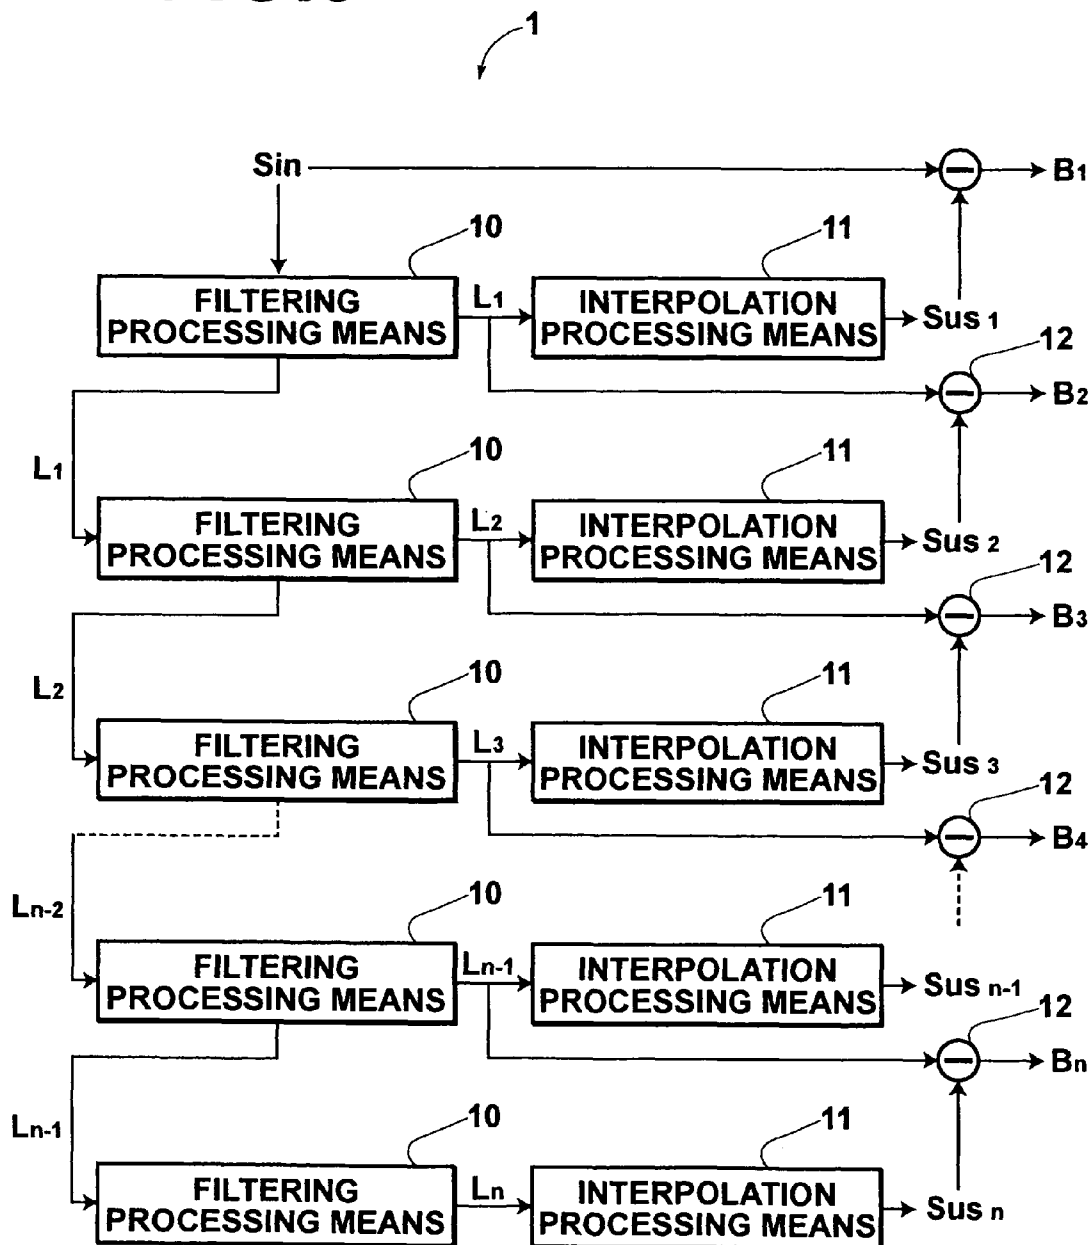 1
Sin
B1
10
11
FILTERING
PROCESSING MEANS
L1
INTERPOLATION
PROCESSING MEANS
Sus 1
12
B2
L1
10
11
FILTERING
PROCESSING MEANS
L2
INTERPOLATION
PROCESSING MEANS
Sus 2
12
B3
L2
10
11
FILTERING
PROCESSING MEANS
L3
INTERPOLATION
PROCESSING MEANS
Sus 3
12
B4
Ln-2
10
11
FILTERING
PROCESSING MEANS
Ln-1
INTERPOLATION
PROCESSING MEANS
Sus n-1
12
Bn
Ln-1
10
11
FILTERING
PROCESSING MEANS
Ln
INTERPOLATION
PROCESSING MEANS
Sus n